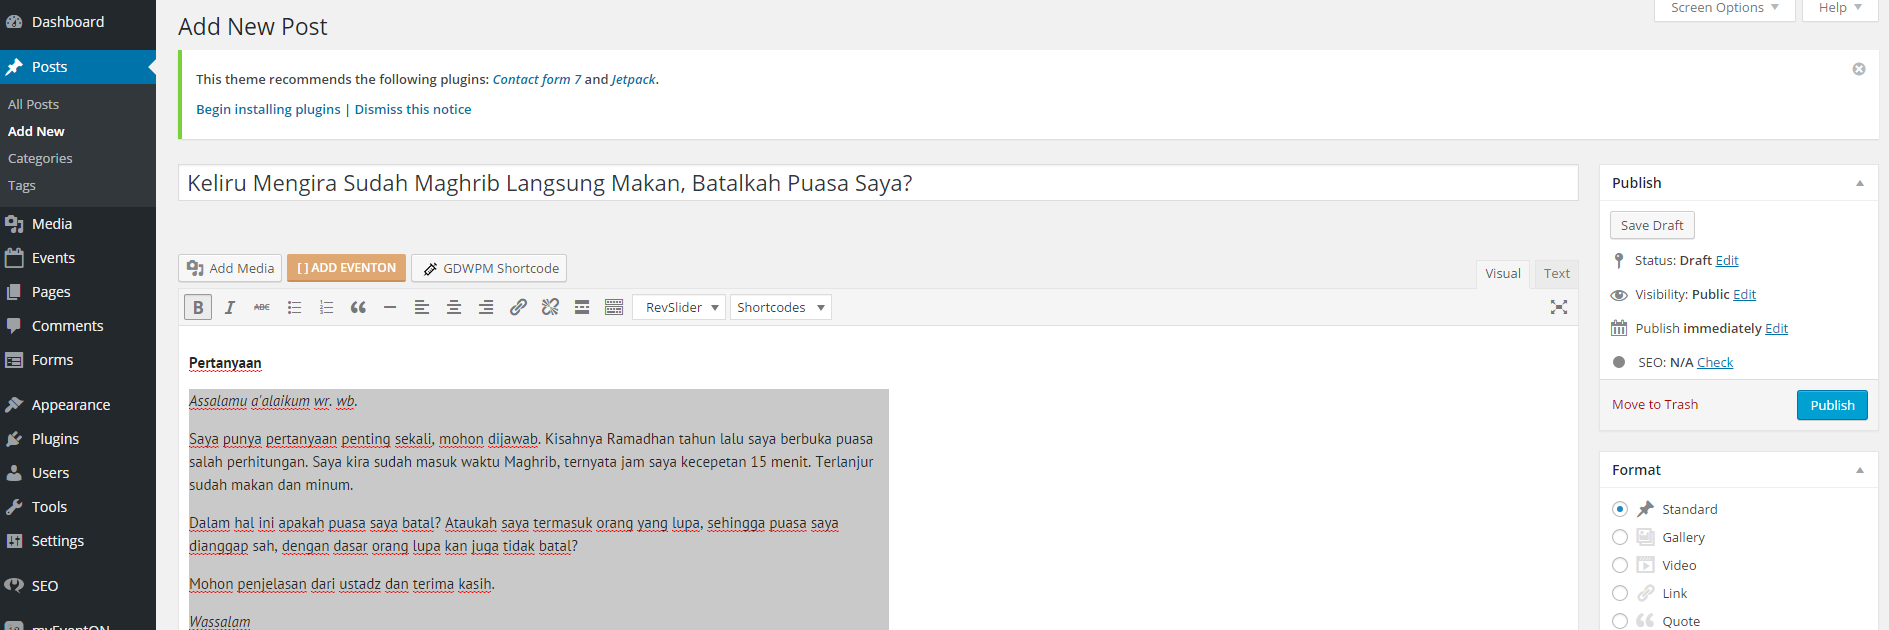 Dashboard
Posts
All Posts
Add New
Categories
Tags
Media
Events
Pages
Comments
Forms
Appearance
Plugins
Users
Tools
Settings
SEO
myEventON
Add New Post
Screen Options
Help
This theme recommends the following plugins: Contact form 7 and Jetpack.
Begin installing plugins | Dismiss this notice
Keliru Mengira Sudah Maghrib Langsung Makan, Batalkah Puasa Saya?
Add Media
[ ] ADD EVENTON
GDWPM Shortcode
Visual
Text
B I ABC
RevSlider
Shortcodes
Pertanyaan
Assalamu a'alaikum wr. wb.
Saya punya pertanyaan penting sekali, mohon dijawab. Kisahnya Ramadhan tahun lalu saya berbuka puasa
salah perhitungan. Saya kira sudah masuk waktu Maghrib, ternyata jam saya kecepetan 15 menit. Terlanjur
sudah makan dan minum.
Dalam hal ini apakah puasa saya batal? Ataukah saya termasuk orang yang lupa, sehingga puasa saya
dianggap sah, dengan dasar orang lupa kan juga tidak batal?
Mohon penjelasan dari ustadz dan terima kasih.
Wassalam
Publish
Save Draft
Status: Draft Edit
Visibility: Public Edit
Publish immediately Edit
SEO: N/A Check
Move to Trash
Publish
Format
Standard
Gallery
Video
Link
Quote